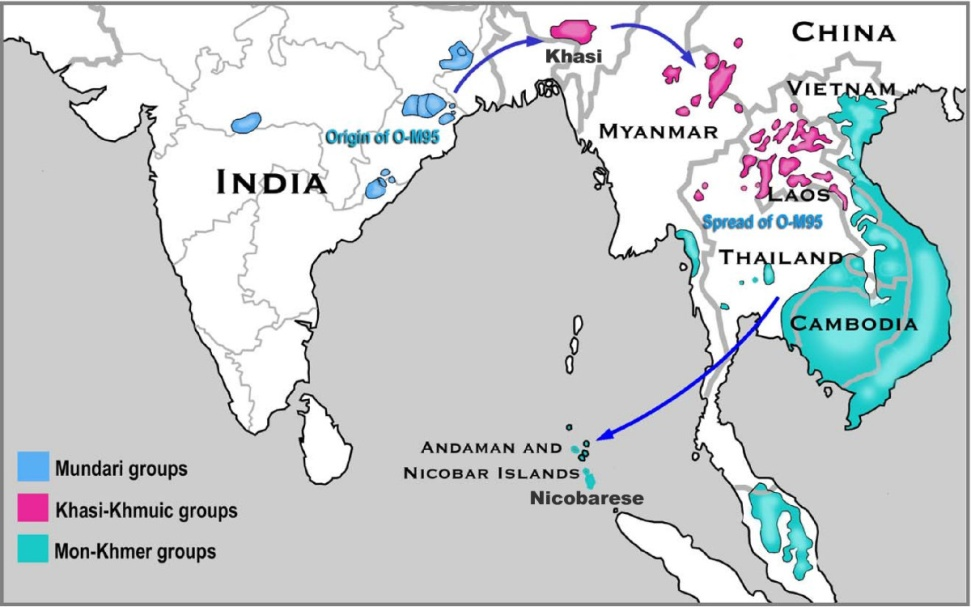 CHINA
Khasi
VIETNAM
MYANMAR
Origin of O-M95
INDIA
LAOS
Spread of O-M95
THAILAND
CAMBODIA
ANDAMAN AND
NICOBAR ISLANDS
Nicobarese
Mundari groups
Khasi-Khmuic groups
Mon-Khmer groups